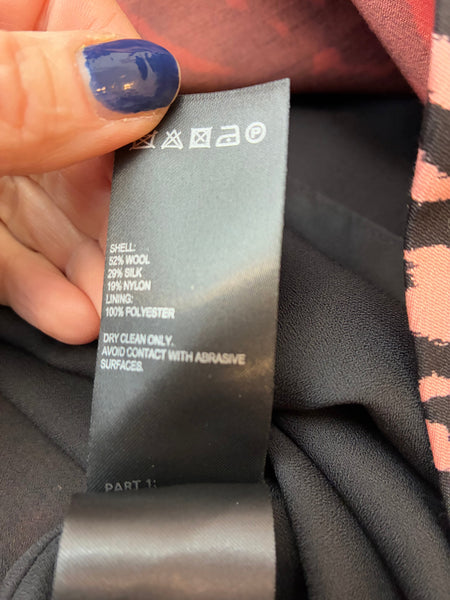 P
SHELL:
52% WOOL
29% SILK
19% NYLON
LINING:
100% POLYESTER
DRY CLEAN ONLY.
AVOID CONTACT WITH ABRASIVE
SURFACES.
PART 1: